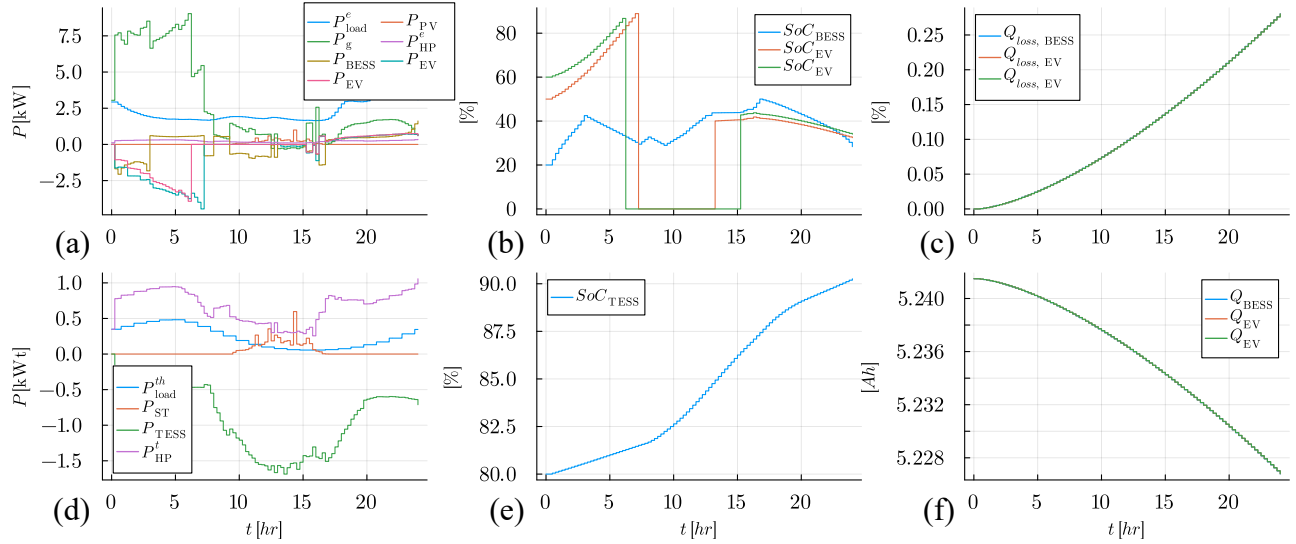 7.5
5.0
2.5
0.0
−2.5
P [kW]
0 5 10 15 20
(a)
P^e_load
P_g
P_BESS
P_EV
P_PV
P^e_HP
P_EV
80
60
40
20
0
[%]
0 5 10 15 20
(b)
SoC_BESS
SoC_EV
SoC_EV
0.25
0.20
0.15
0.10
0.05
0.00
[%]
0 5 10 15 20
(c)
Q_loss, BESS
Q_loss, EV
Q_loss, EV
1.0
0.5
0.0
−0.5
−1.0
−1.5
P [kWt]
0 5 10 15 20
t [hr]
(d)
P^th_load
P_ST
P_TESS
P^t_HP
90.0
87.5
85.0
82.5
80.0
[%]
0 5 10 15 20
t [hr]
(e)
SoC_TESS
5.240
5.236
5.232
5.228
[Ah]
0 5 10 15 20
t [hr]
(f)
Q_BESS
Q_EV
Q_EV